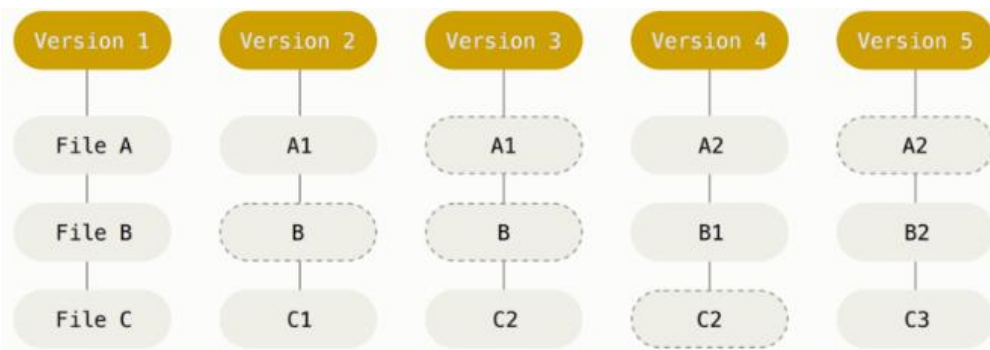 Version 1 Version 2 Version 3 Version 4 Version 5
File A A1 A1 A2 A2
File B B B B1 B2
File C C1 C2 C2 C3